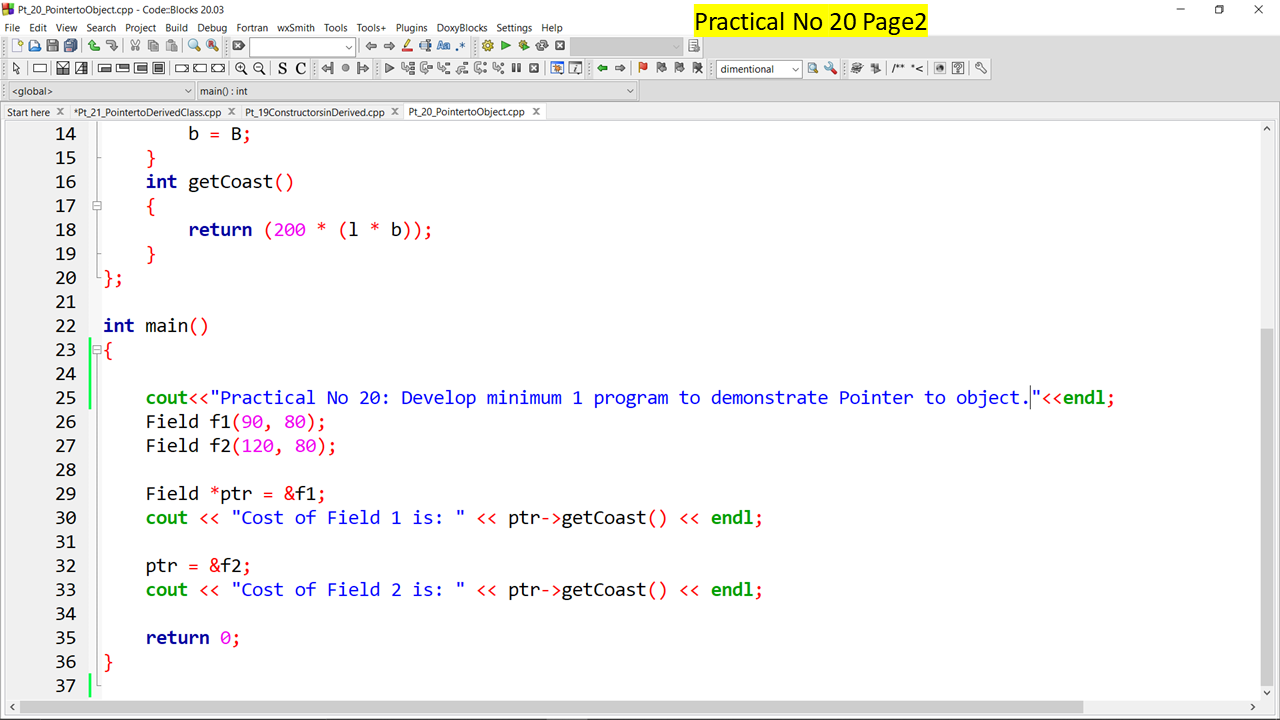 Pt_20_PointertoObject.cpp - Code::Blocks 20.03
Practical No 20 Page2
File Edit View Search Project Build Debug Fortran wxSmith Tools Tools+ Plugins DoxyBlocks Settings Help
dimentional
<global> main() : int
Start here *Pt_21_PointertoDerivedClass.cpp Pt_19ConstructorsinDerived.cpp Pt_20_PointertoObject.cpp
14 b = B;
15 }
16 int getCoast()
17 {
18 return (200 * (l * b));
19 }
20 };
21
22 int main()
23 {
24
25 cout<<"Practical No 20: Develop minimum 1 program to demonstrate Pointer to object."<<endl;
26 Field f1(90, 80);
27 Field f2(120, 80);
28
29 Field *ptr = &f1;
30 cout << "Cost of Field 1 is: " << ptr->getCoast() << endl;
31
32 ptr = &f2;
33 cout << "Cost of Field 2 is: " << ptr->getCoast() << endl;
34
35 return 0;
36 }
37